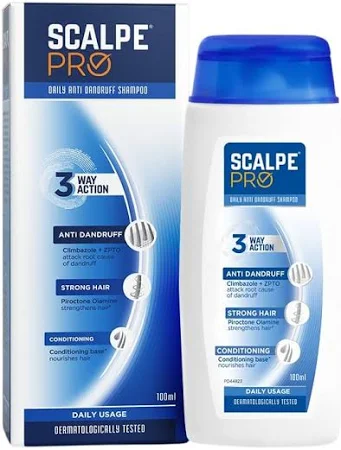 SCALPE
PRO
DAILY ANTI DANDRUFF SHAMPOO
3 WAY
ACTION
ANTI DANDRUFF
Climbazole + ZPTO
attack root cause
of dandruff
STRONG HAIR
Piroctone Olamine
strengthens hair*
CONDITIONING
Conditioning base*
nourishes hair
100ml
DAILY USAGE
DERMATOLOGICALLY TESTED
SCALPE
PRO
DAILY ANTI DANDRUFF SHAMPOO
3 WAY
ACTION
ANTI DANDRUFF
Climbazole + ZPTO
attack root cause
of dandruff
STRONG HAIR
Piroctone Olamine
strengthens hair*
CONDITIONING
Conditioning base*
nourishes hair
100ml
DAILY USAGE
DERMATOLOGICALLY TESTED